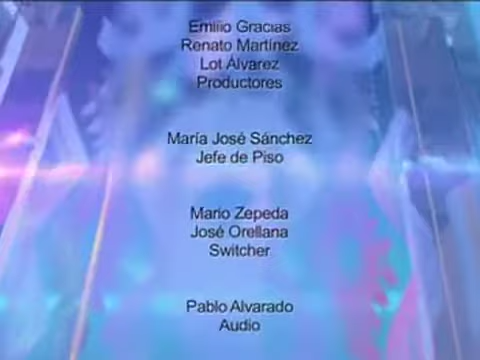 Emilio Gracias
Renato Martínez
Lot Álvarez
Productores
María José Sánchez
Jefe de Piso
Mario Zepeda
José Orellana
Switcher
Pablo Alvarado
Audio